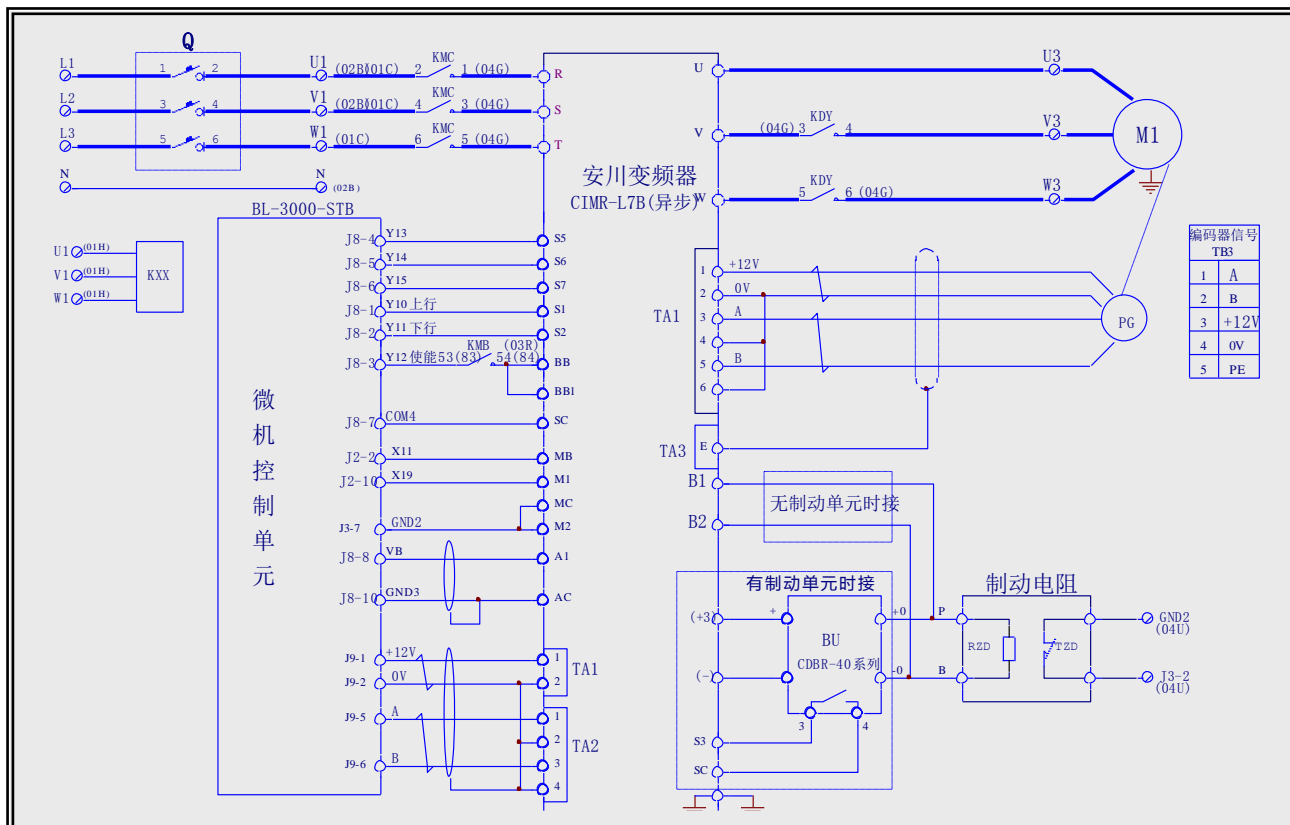 Q
L1
1
2
U1
(02B)(01C)
2
KMC
1 (04G)
R
L2
3
4
V1
(02B)(01C)
4
KMC
3 (04G)
S
L3
5
6
W1
(01C)
6
KMC
5 (04G)
T
N
N
(02B)
安川变频器
CIMR-L7B(异步)
U
U3
V
(04G) 3
KDY
4
V3
W
5
KDY
6 (04G)
W3
M1
U1 (01H)
V1 (01H)
W1 (01H)
KXX
BL-3000-STB
微机控制单元
J8-4 Y13 S5
J8-5 Y14 S6
J8-6 Y15 S7
J8-1 Y10 上行 S1
J8-2 Y11 下行 S2
KMB (03R)
J8-3 Y12 使能53(83) 54(84) BB
BB1
J8-7 COM4 SC
J2-2 X11 MB
J2-10 X19 M1
MC
J3-7 GND2 M2
J8-8 VB A1
J8-10 GND3 AC
J9-1 +12V 1
TA1
J9-2 0V 2
J9-5 A 1
2
TA2
J9-6 B 3
4
TA1
1 +12V
2 0V
3 A
4
5 B
6
PG
编码器信号
TB3
1 A
2 B
3 +12V
4 0V
5 PE
TA3
E
B1
B2
无制动单元时接
有制动单元时接
(+3)
+
+0
P
BU
CDBR-40系列
(-)
-0
B
3
4
S3
SC
制动电阻
RZD
TZD
GND2
(04U)
J3-2
(04U)